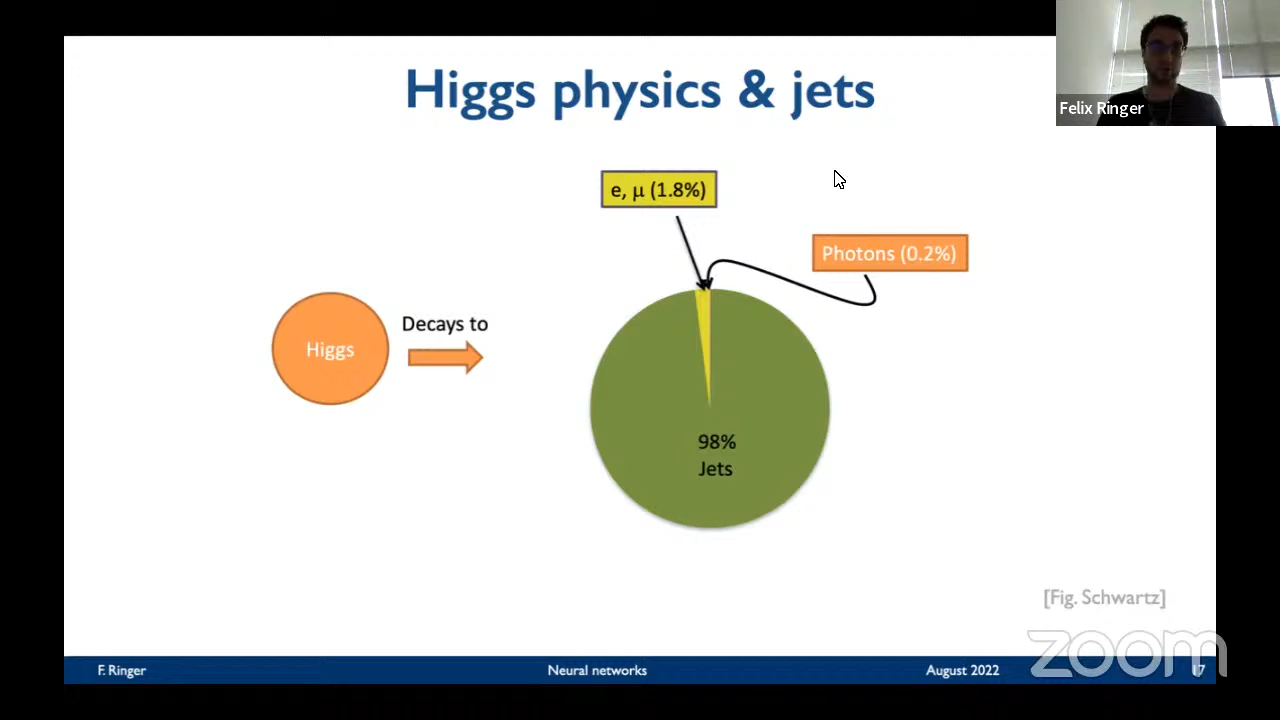 Higgs physics & jets
Felix Ringer
e, μ (1.8%)
Photons (0.2%)
Higgs
Decays to
98%
Jets
[Fig. Schwartz]
zoom
F. Ringer
Neural networks
August 2022
17